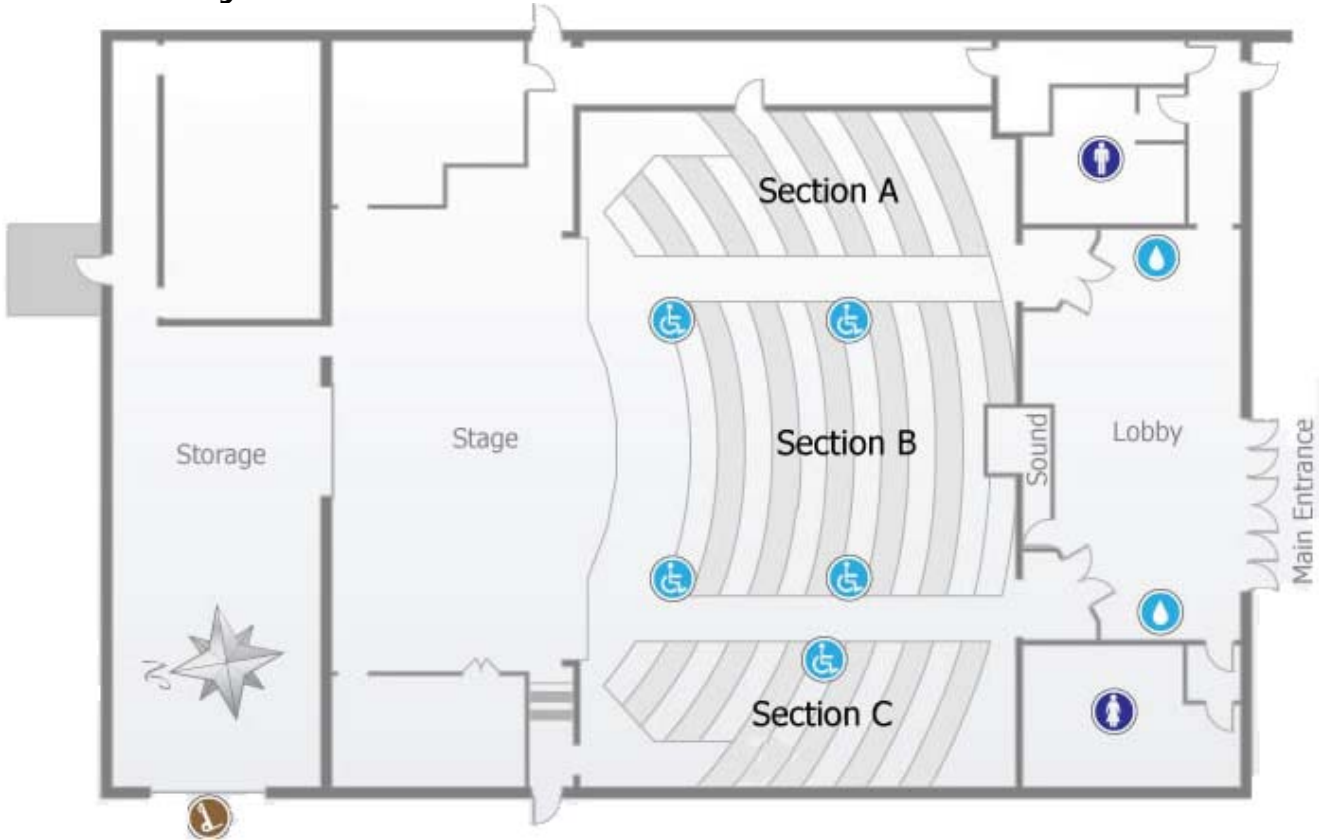 Section A
Storage
Stage
Section B
Sound
Lobby
Main Entrance
N
Section C